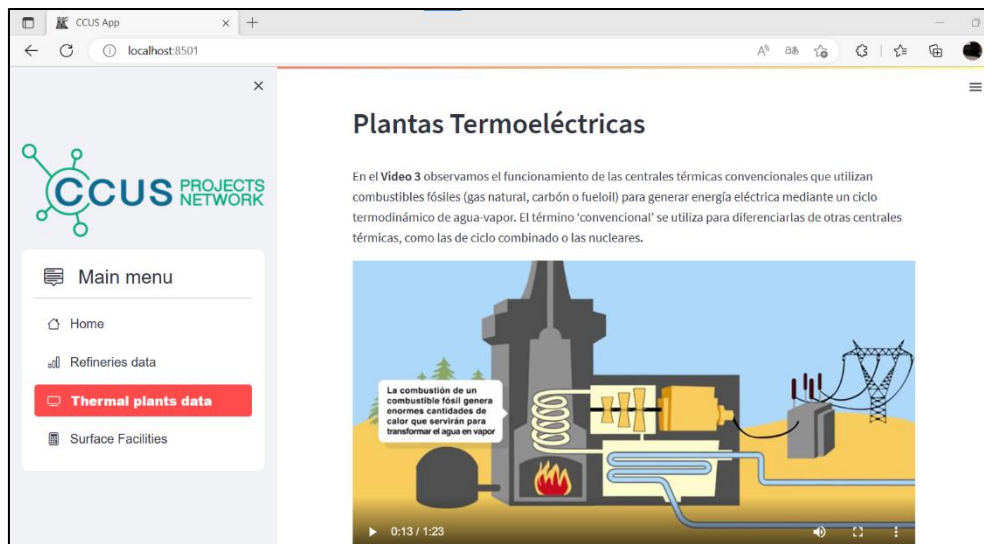 CCUS App
localhost:8501
CCUS PROJECTS
NETWORK
Main menu
Home
Refineries data
Thermal plants data
Surface Facilities
Plantas Termoeléctricas
En el Video 3 observamos el funcionamiento de las centrales térmicas convencionales que utilizan
combustibles fósiles (gas natural, carbón o fueloil) para generar energía eléctrica mediante un ciclo
termodinámico de agua-vapor. El término ‘convencional’ se utiliza para diferenciarlas de otras centrales
térmicas, como las de ciclo combinado o las nucleares.
La combustión de un
combustible fósil genera
enormes cantidades de
calor que servirán para
transformar el agua en vapor
0:13 / 1:23